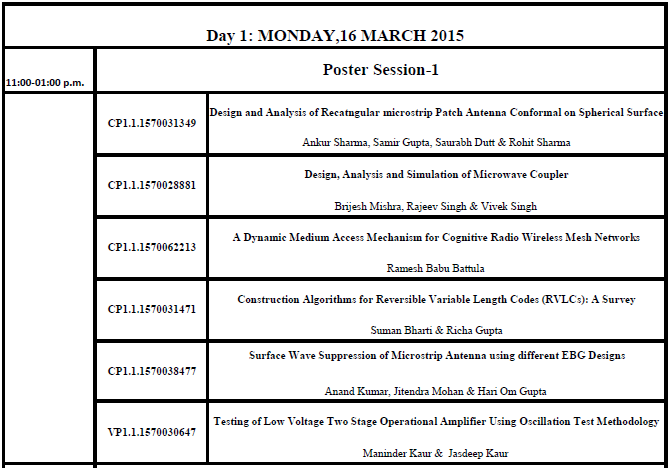 Day 1: MONDAY,16 MARCH 2015
11:00-01:00 p.m.
Poster Session-1
CP1.1.1570031349
Design and Analysis of Recatngular microstrip Patch Antenna Conformal on Spherical Surface
Ankur Sharma, Samir Gupta, Saurabh Dutt & Rohit Sharma
CP1.1.1570028881
Design, Analysis and Simulation of Microwave Coupler
Brijesh Mishra, Rajeev Singh & Vivek Singh
CP1.1.1570062213
A Dynamic Medium Access Mechanism for Cognitive Radio Wireless Mesh Networks
Ramesh Babu Battula
CP1.1.1570031471
Construction Algorithms for Reversible Variable Length Codes (RVLCs): A Survey
Suman Bharti & Richa Gupta
CP1.1.1570038477
Surface Wave Suppression of Microstrip Antenna using different EBG Designs
Anand Kumar, Jitendra Mohan & Hari Om Gupta
VP1.1.1570030647
Testing of Low Voltage Two Stage Operational Amplifier Using Oscillation Test Methodology
Maninder Kaur & Jasdeep Kaur